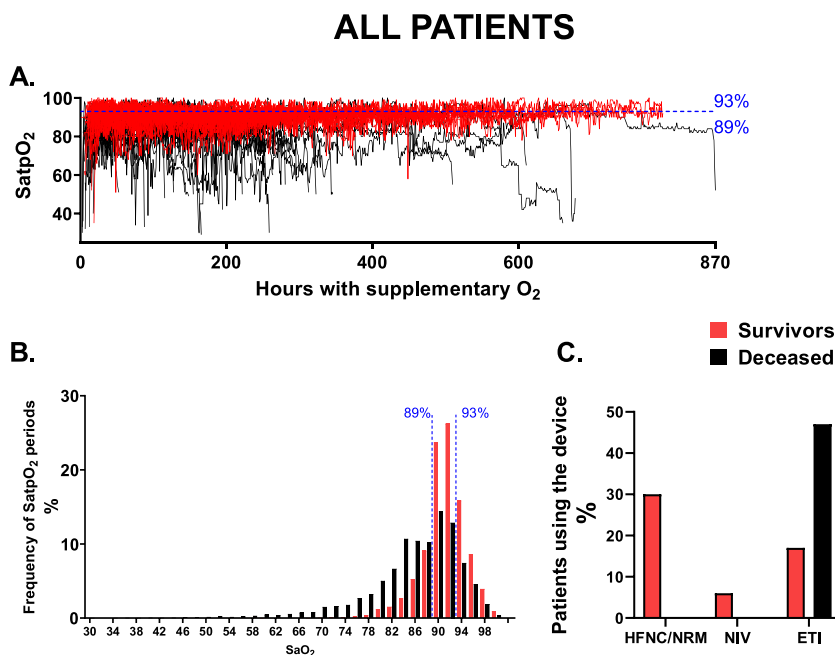 ALL PATIENTS
A.
SatpO2
100
80
60
40
93%
89%
0
200
400
600
870
Hours with supplementary O2
Survivors
Deceased
B.
Frequency of SatpO2 periods
%
30
20
10
0
89%
93%
30 34 38 42 46 50 54 58 62 66 70 74 78 82 86 90 94 98
SaO2
C.
Patients using the device
%
50
40
30
20
10
0
HFNC/NRM NIV ETI